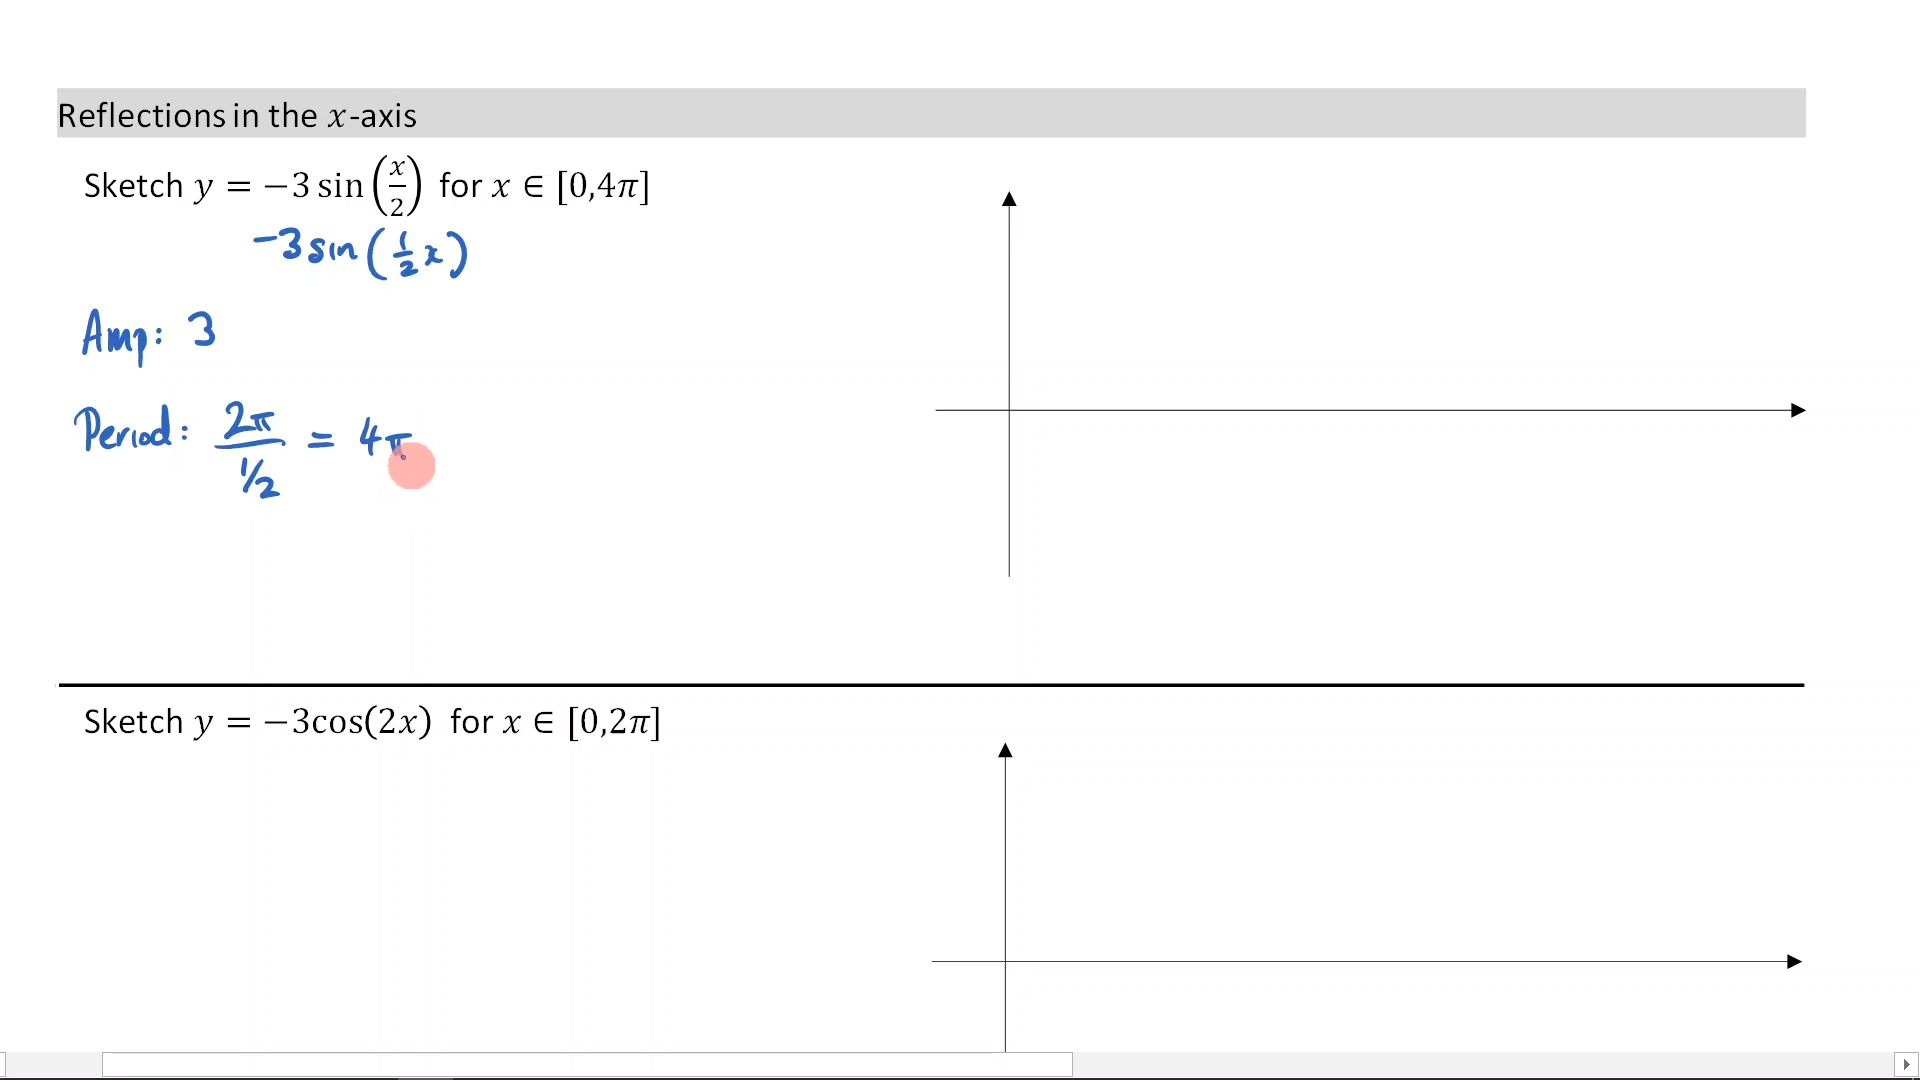 Reflections in the x-axis
Sketch y = −3 sin(x/2) for x ∈ [0,4π]
-3 sin(1/2 x)
Amp: 3
Period: 2π/(1/2) = 4π
Sketch y = −3cos(2x) for x ∈ [0,2π]